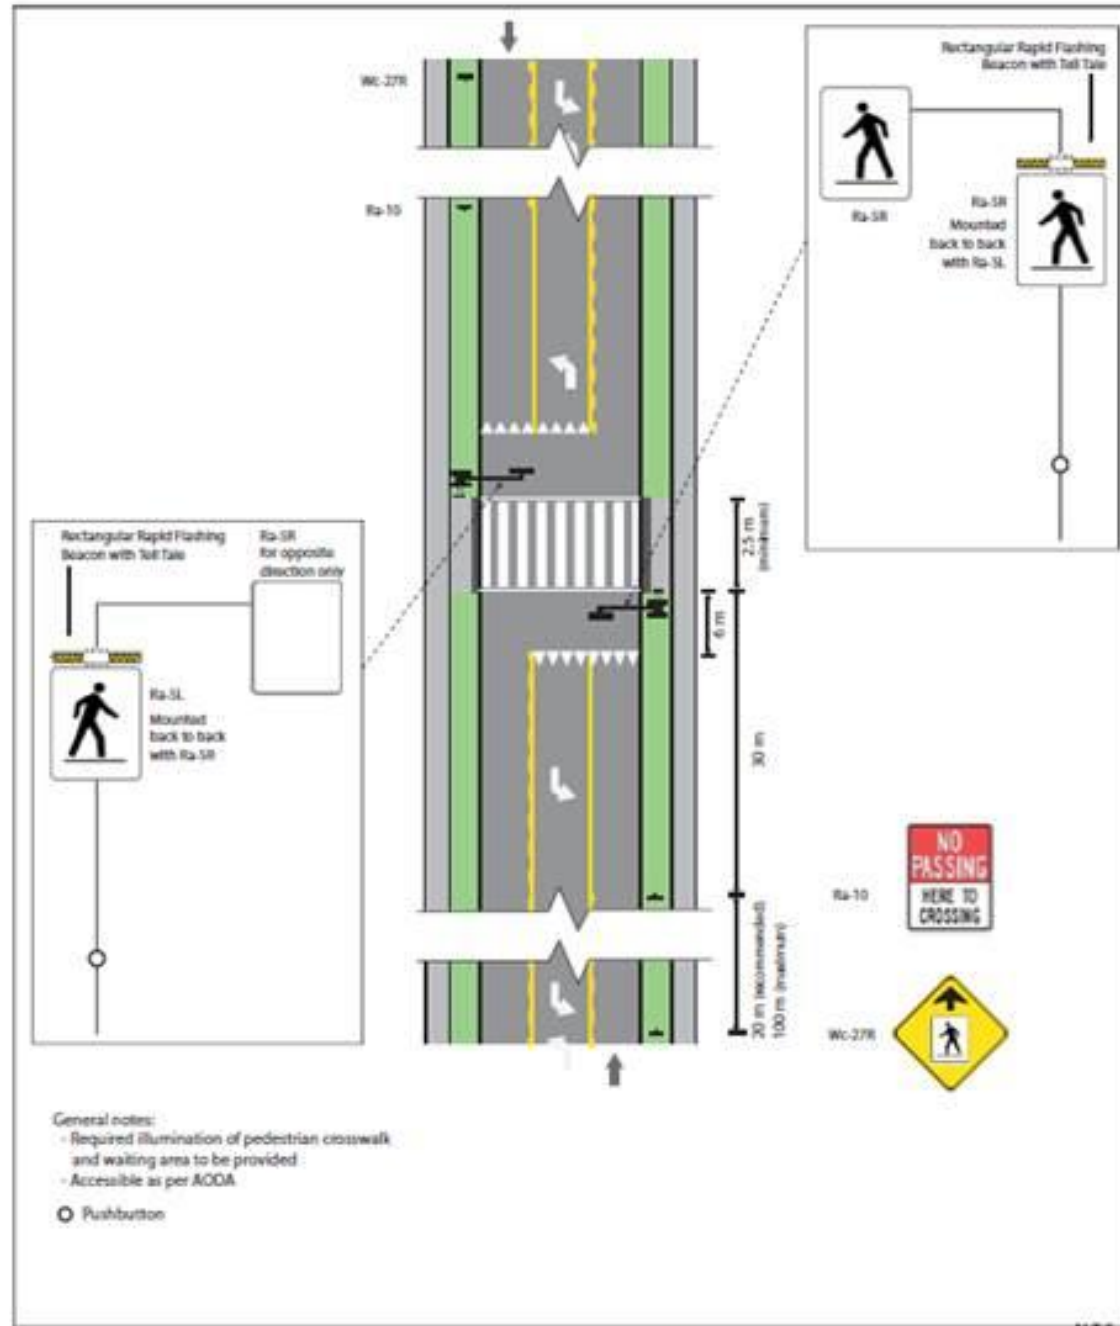 Wc-27R
Ra-10
Rectangular Rapid Flashing
Beacon with Tell Tale
Ra-5R
Ra-5R
Mounted
back to back
with Ra-5L
Rectangular Rapid Flashing
Beacon with Tell Tale
Ra-5R
for opposite
direction only
Ra-5L
Mounted
back to back
with Ra-5R
2.5 m
(minimum)
6 m
30 m
20 m (recommended)
100 m (maximum)
Ra-10
NO
PASSING
HERE TO
CROSSING
Wc-27R
General notes:
- Required illumination of pedestrian crosswalk
and waiting area to be provided
- Accessible as per AODA
Pushbutton